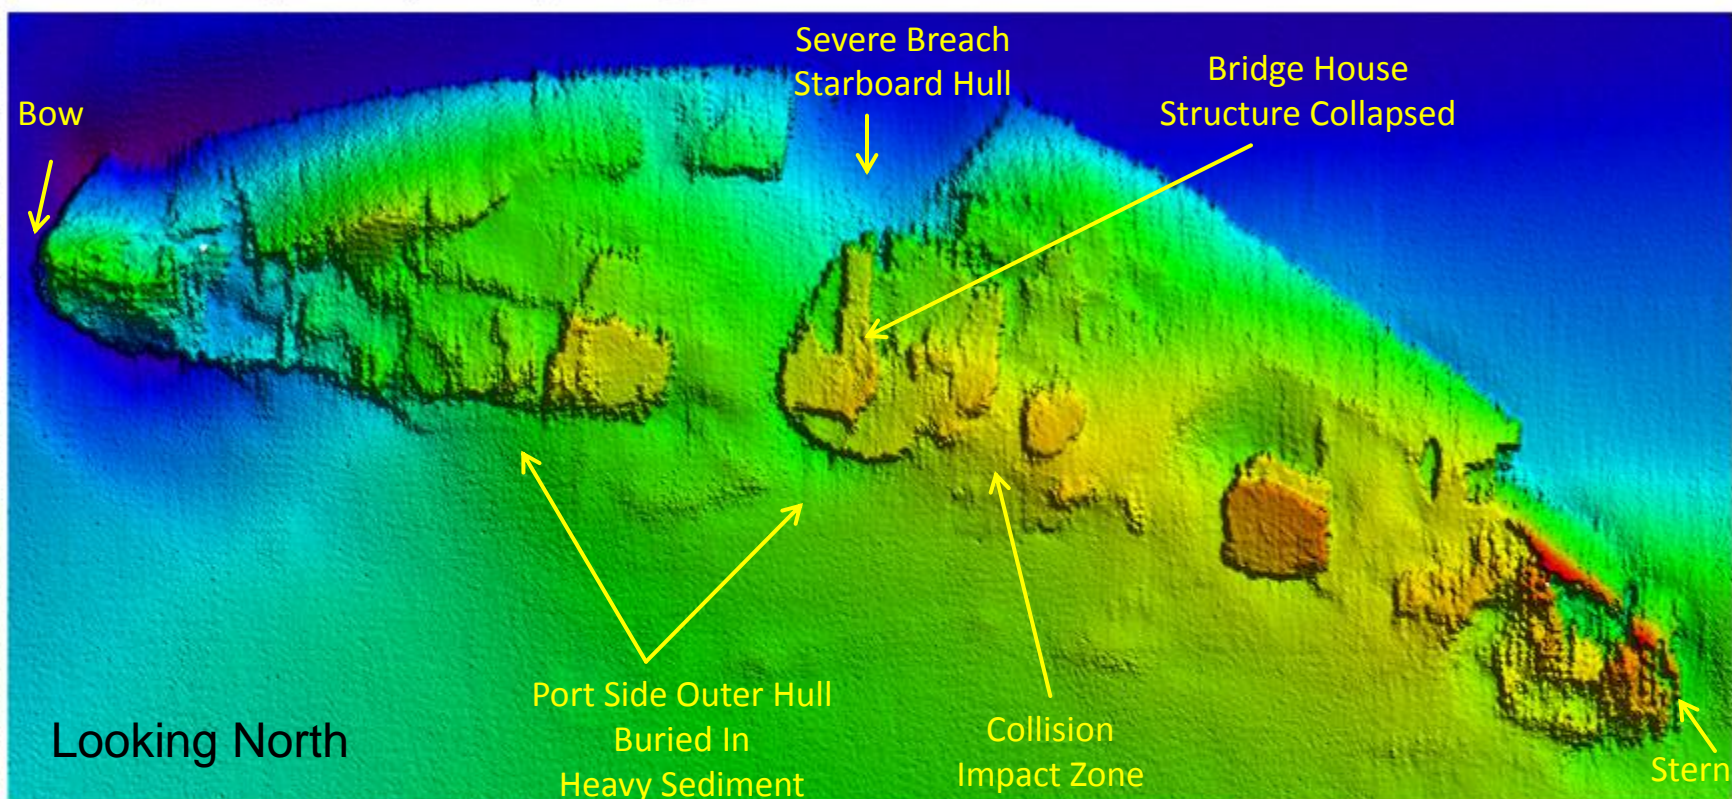 Bow
Severe Breach
Starboard Hull
Bridge House
Structure Collapsed
Port Side Outer Hull
Buried In
Heavy Sediment
Collision
Impact Zone
Stern
Looking North